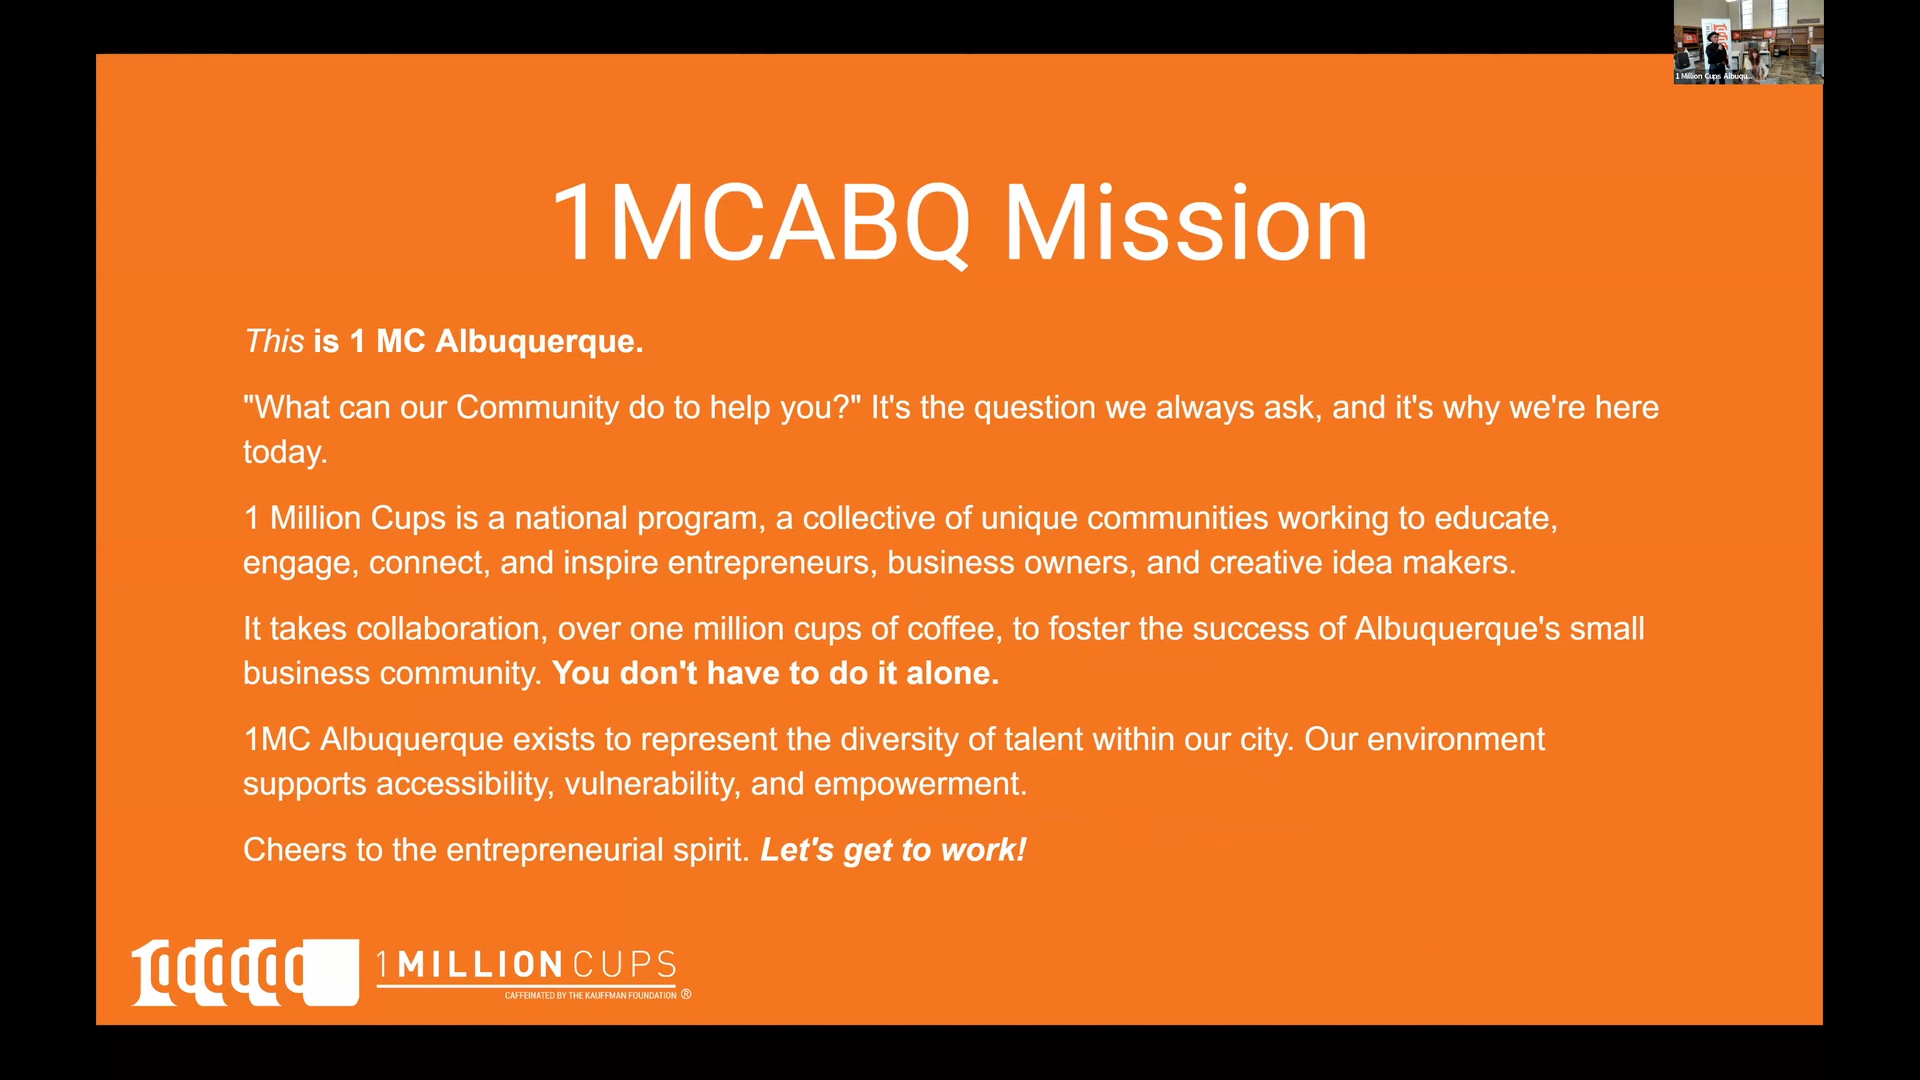 1 Million Cups Albuqu...
1MCABQ Mission
This is 1 MC Albuquerque.
"What can our Community do to help you?" It's the question we always ask, and it's why we're here
today.
1 Million Cups is a national program, a collective of unique communities working to educate,
engage, connect, and inspire entrepreneurs, business owners, and creative idea makers.
It takes collaboration, over one million cups of coffee, to foster the success of Albuquerque's small
business community. You don't have to do it alone.
1MC Albuquerque exists to represent the diversity of talent within our city. Our environment
supports accessibility, vulnerability, and empowerment.
Cheers to the entrepreneurial spirit. Let's get to work!
1 MILLION CUPS
CAFFEINATED BY THE KAUFFMAN FOUNDATION ®